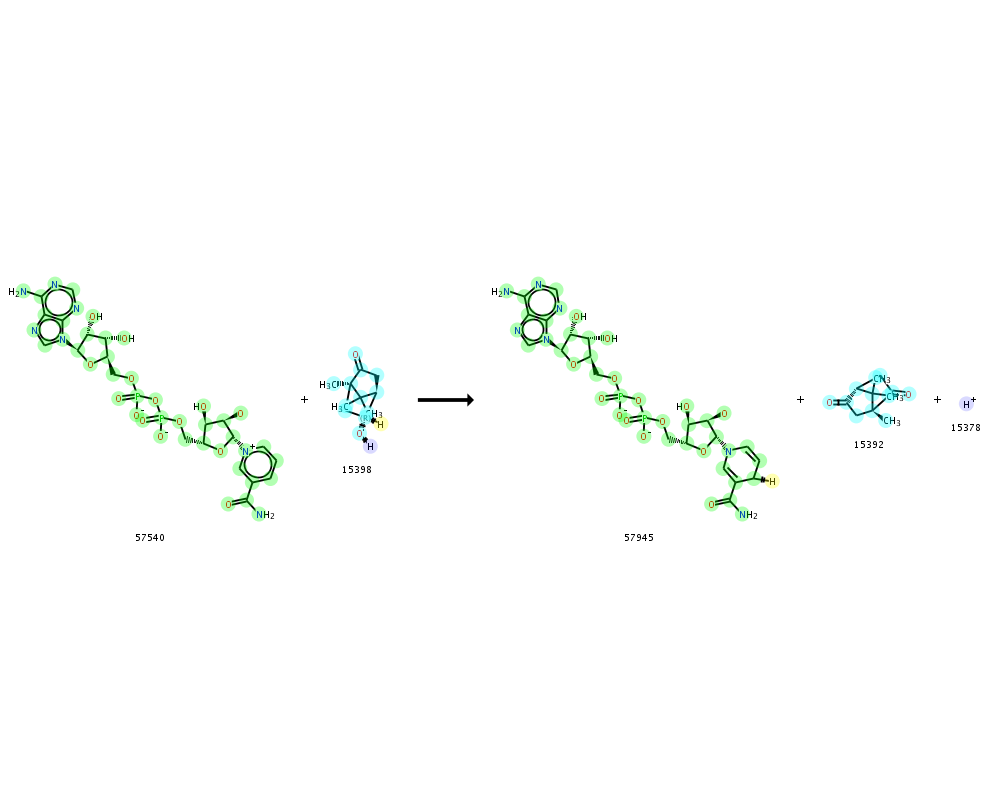 H₂N N N N N OH OH O O O P O⁻ O O P O O⁻ HO O O N⁺ O NH₂
57540
+
O H₃C H₃C CH₃ H O H
15398
H₂N N N N N OH OH O O O P O⁻ O O P O O⁻ HO O O N H O NH₂
57945
+
O CH₃ CH₃ O CH₃
15392
+
H⁺
15378